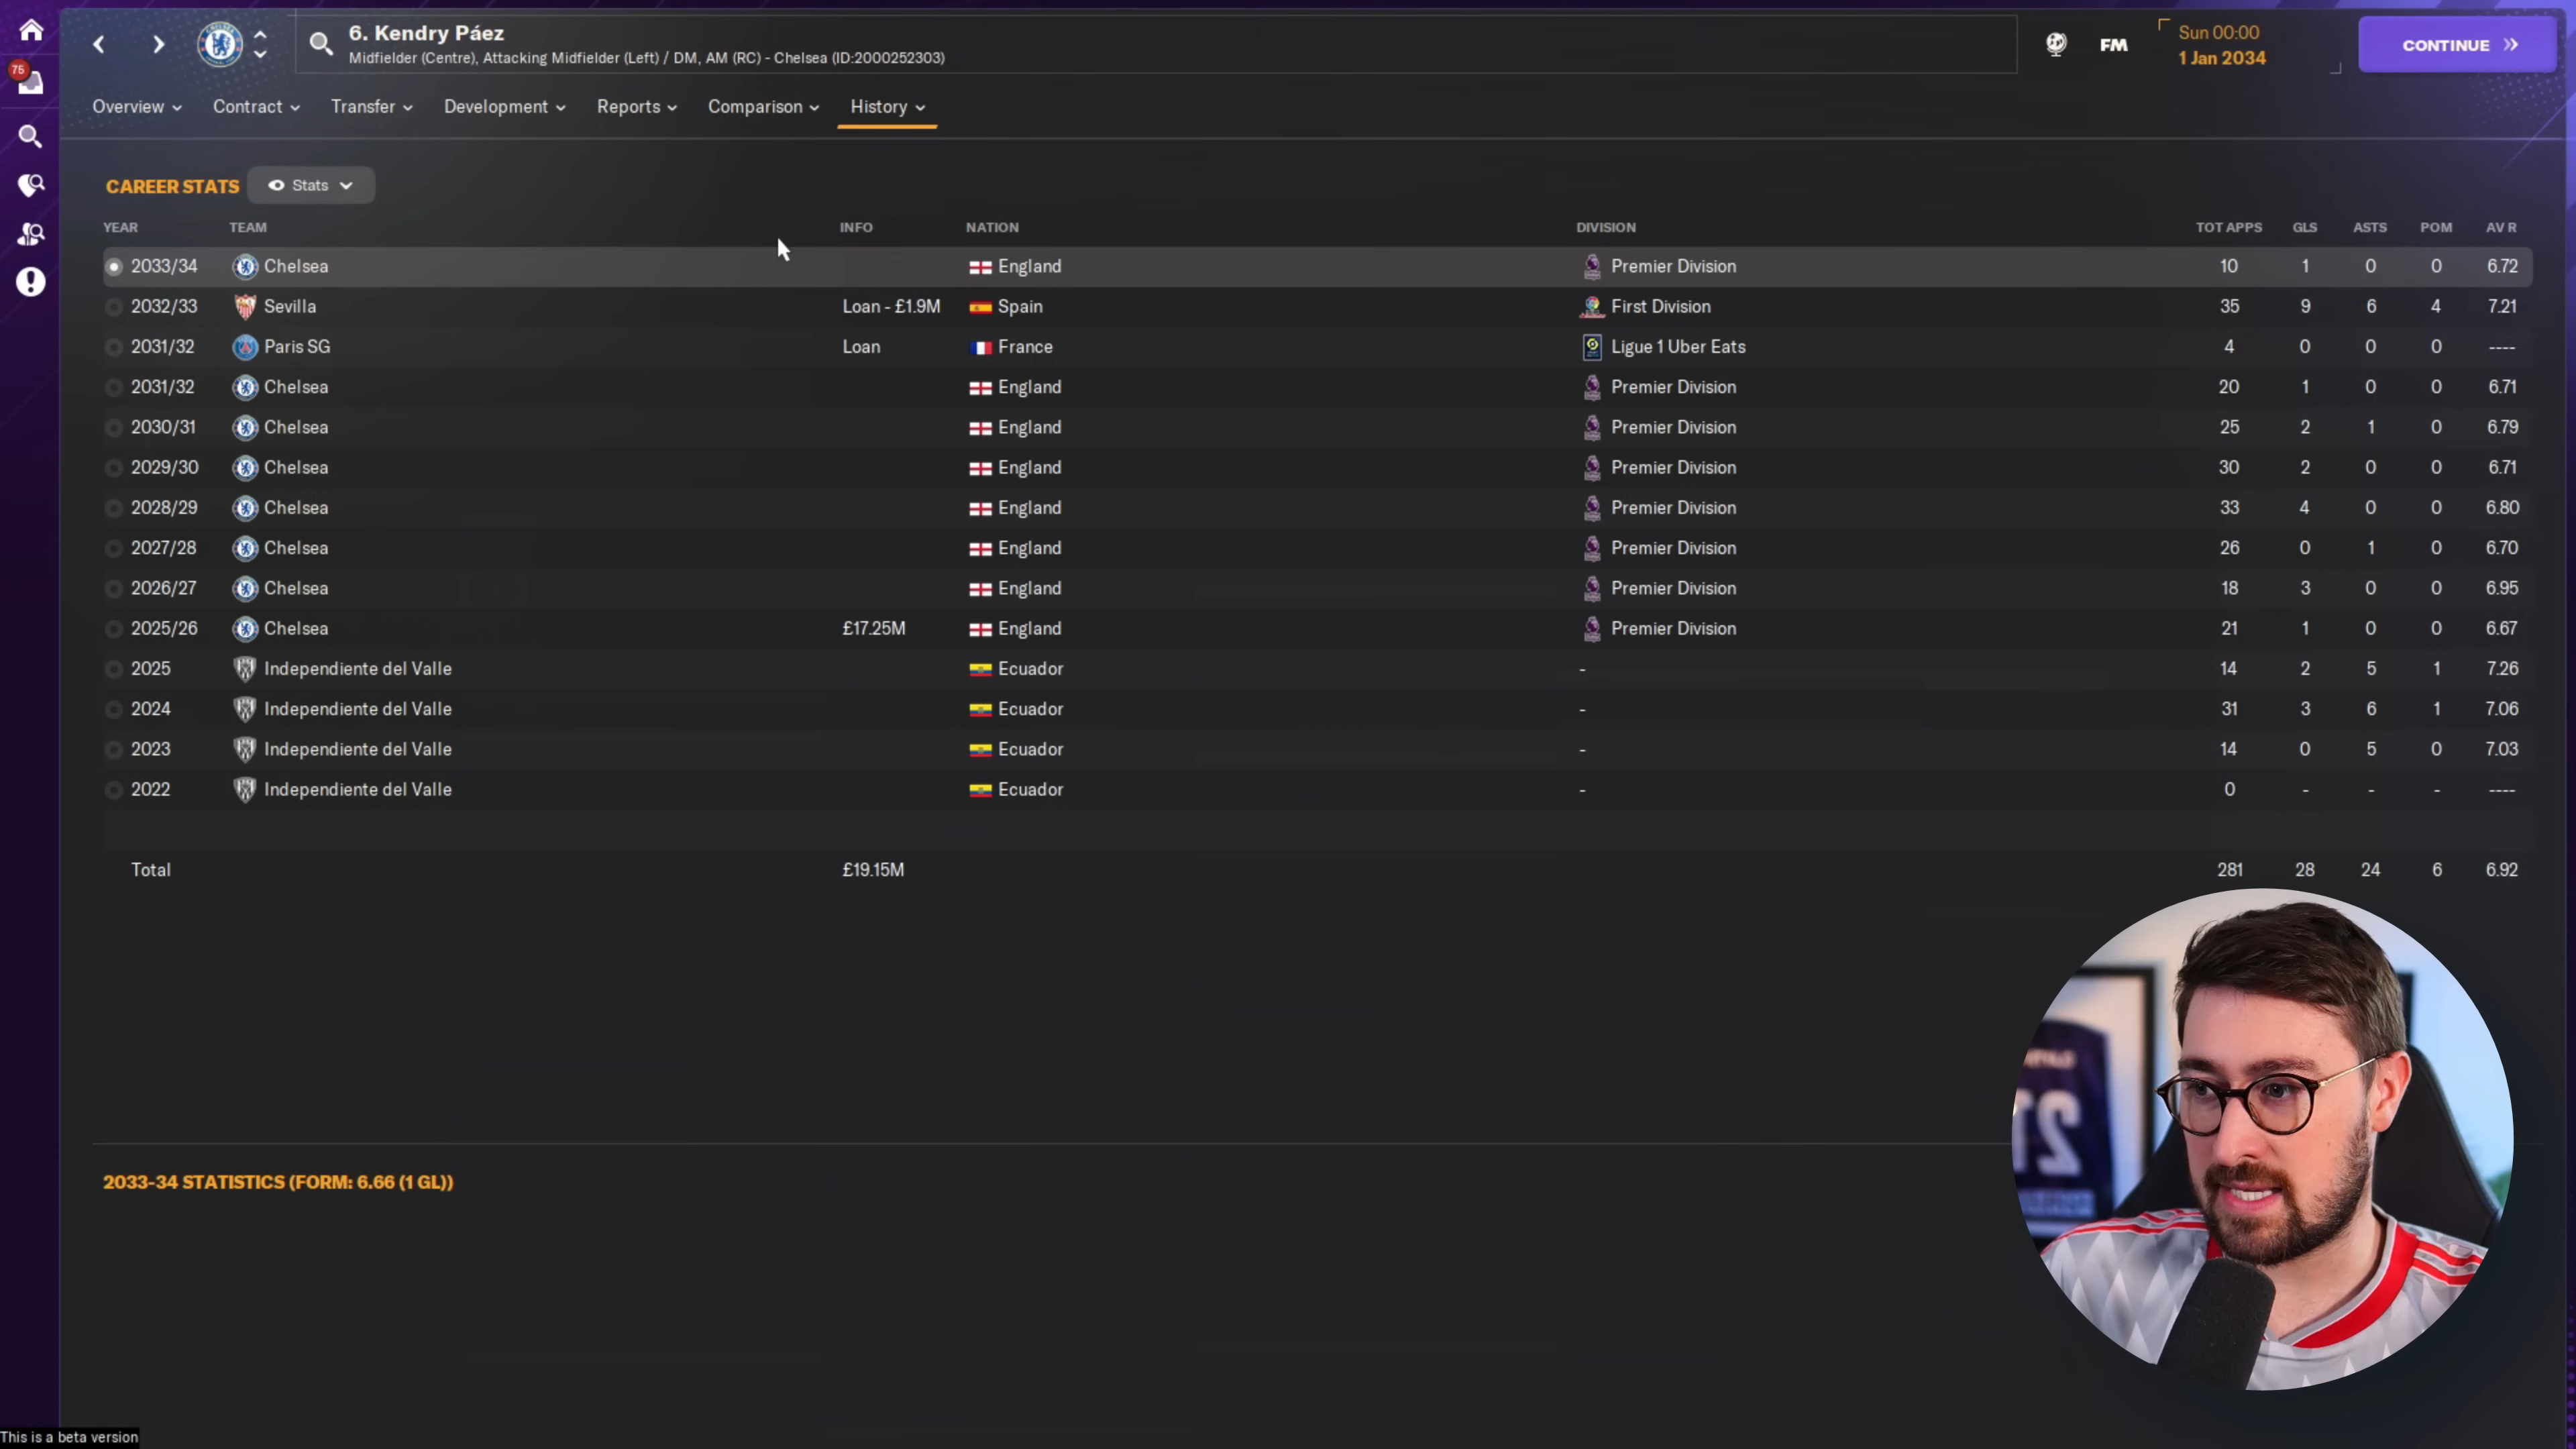 6. Kendry Páez
Midfielder (Centre), Attacking Midfielder (Left) / DM, AM (RC) - Chelsea (ID:2000252303)
FM
Sun 00:00
1 Jan 2034
CONTINUE
75
Overview Contract Transfer Development Reports Comparison History
CAREER STATS Stats
YEAR TEAM INFO NATION DIVISION TOT APPS GLS ASTS POM AV R
2033/34 Chelsea England Premier Division 10 1 0 0 6.72
2032/33 Sevilla Loan - £1.9M Spain First Division 35 9 6 4 7.21
2031/32 Paris SG Loan France Ligue 1 Uber Eats 4 0 0 0 ----
2031/32 Chelsea England Premier Division 20 1 0 0 6.71
2030/31 Chelsea England Premier Division 25 2 1 0 6.79
2029/30 Chelsea England Premier Division 30 2 0 0 6.71
2028/29 Chelsea England Premier Division 33 4 0 0 6.80
2027/28 Chelsea England Premier Division 26 0 1 0 6.70
2026/27 Chelsea England Premier Division 18 3 0 0 6.95
2025/26 Chelsea £17.25M England Premier Division 21 1 0 0 6.67
2025 Independiente del Valle Ecuador - 14 2 5 1 7.26
2024 Independiente del Valle Ecuador - 31 3 6 1 7.06
2023 Independiente del Valle Ecuador - 14 0 5 0 7.03
2022 Independiente del Valle Ecuador - 0 - - - ----
Total £19.15M 281 28 24 6 6.92
2033-34 STATISTICS (FORM: 6.66 (1 GL))
This is a beta version